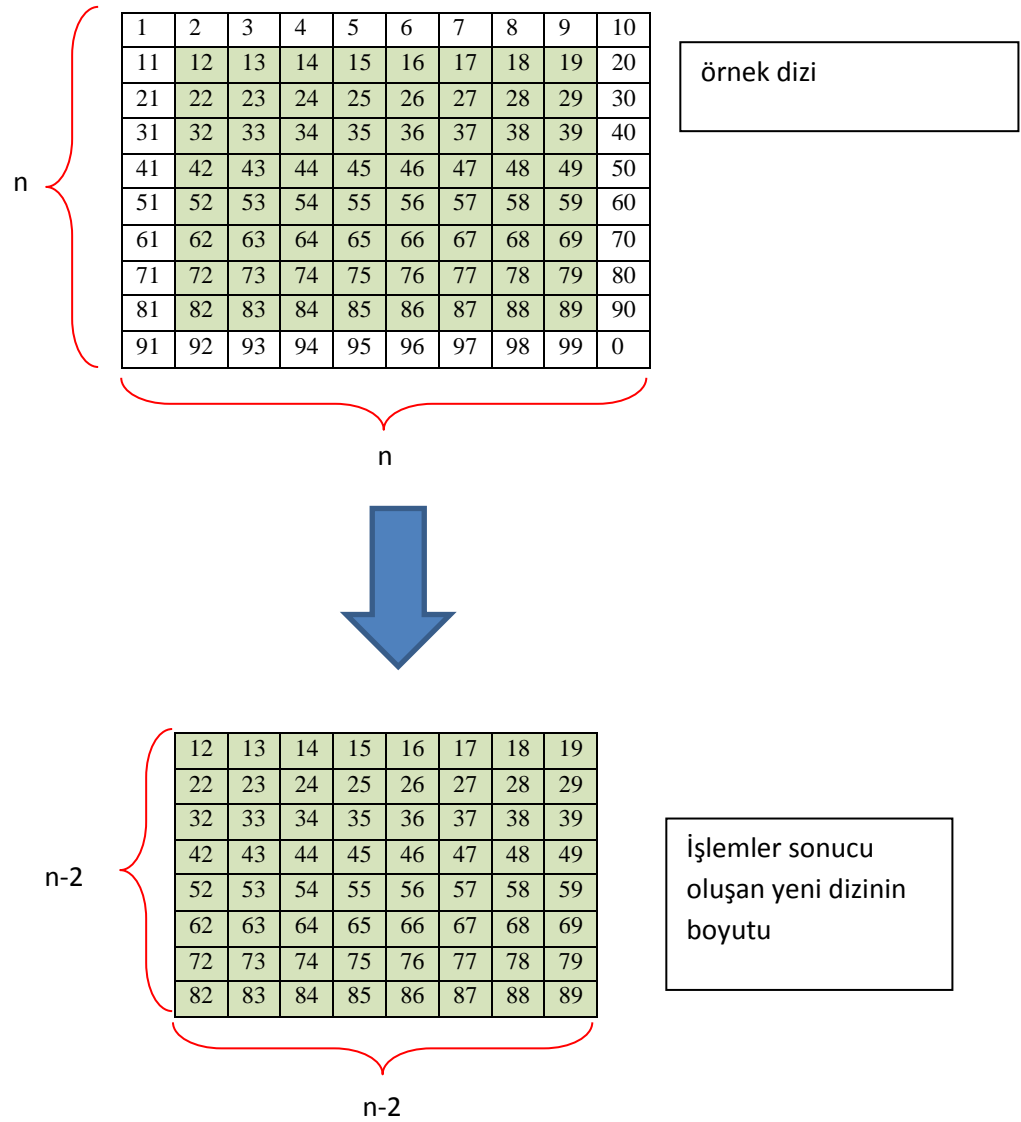 1 2 3 4 5 6 7 8 9 10
11 12 13 14 15 16 17 18 19 20
21 22 23 24 25 26 27 28 29 30
31 32 33 34 35 36 37 38 39 40
41 42 43 44 45 46 47 48 49 50
51 52 53 54 55 56 57 58 59 60
61 62 63 64 65 66 67 68 69 70
71 72 73 74 75 76 77 78 79 80
81 82 83 84 85 86 87 88 89 90
91 92 93 94 95 96 97 98 99 0
örnek dizi
n
n
12 13 14 15 16 17 18 19
22 23 24 25 26 27 28 29
32 33 34 35 36 37 38 39
42 43 44 45 46 47 48 49
52 53 54 55 56 57 58 59
62 63 64 65 66 67 68 69
72 73 74 75 76 77 78 79
82 83 84 85 86 87 88 89
İşlemler sonucu
oluşan yeni dizinin
boyutu
n-2
n-2